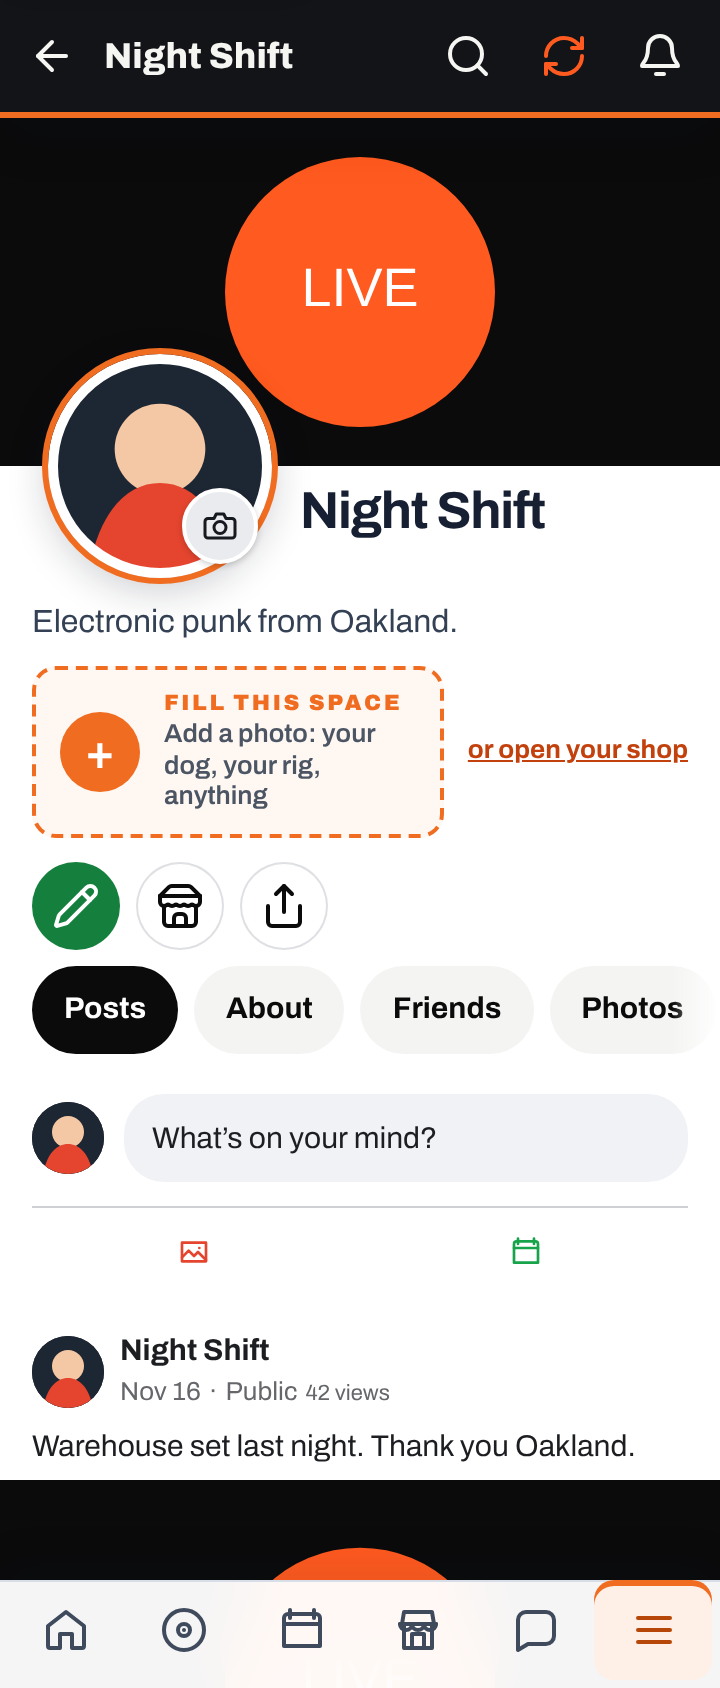 Night Shift
LIVE
Night Shift
Electronic punk from Oakland.
FILL THIS SPACE
Add a photo: your
dog, your rig,
anything
or open your shop
Posts
About
Friends
Photos
What’s on your mind?
Night Shift
Nov 16 · Public 42 views
Warehouse set last night. Thank you Oakland.
LIVE